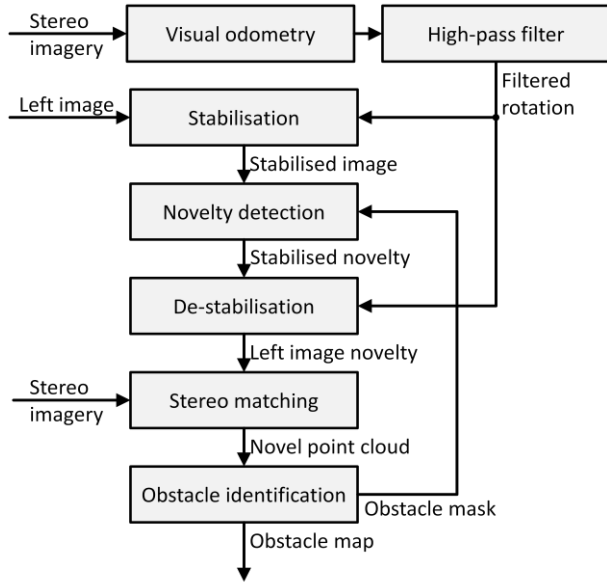 Stereo
imagery
Visual odometry
High-pass filter
Filtered
rotation
Left image
Stabilisation
Stabilised image
Novelty detection
Stabilised novelty
De-stabilisation
Left image novelty
Stereo
imagery
Stereo matching
Novel point cloud
Obstacle identification
Obstacle mask
Obstacle map